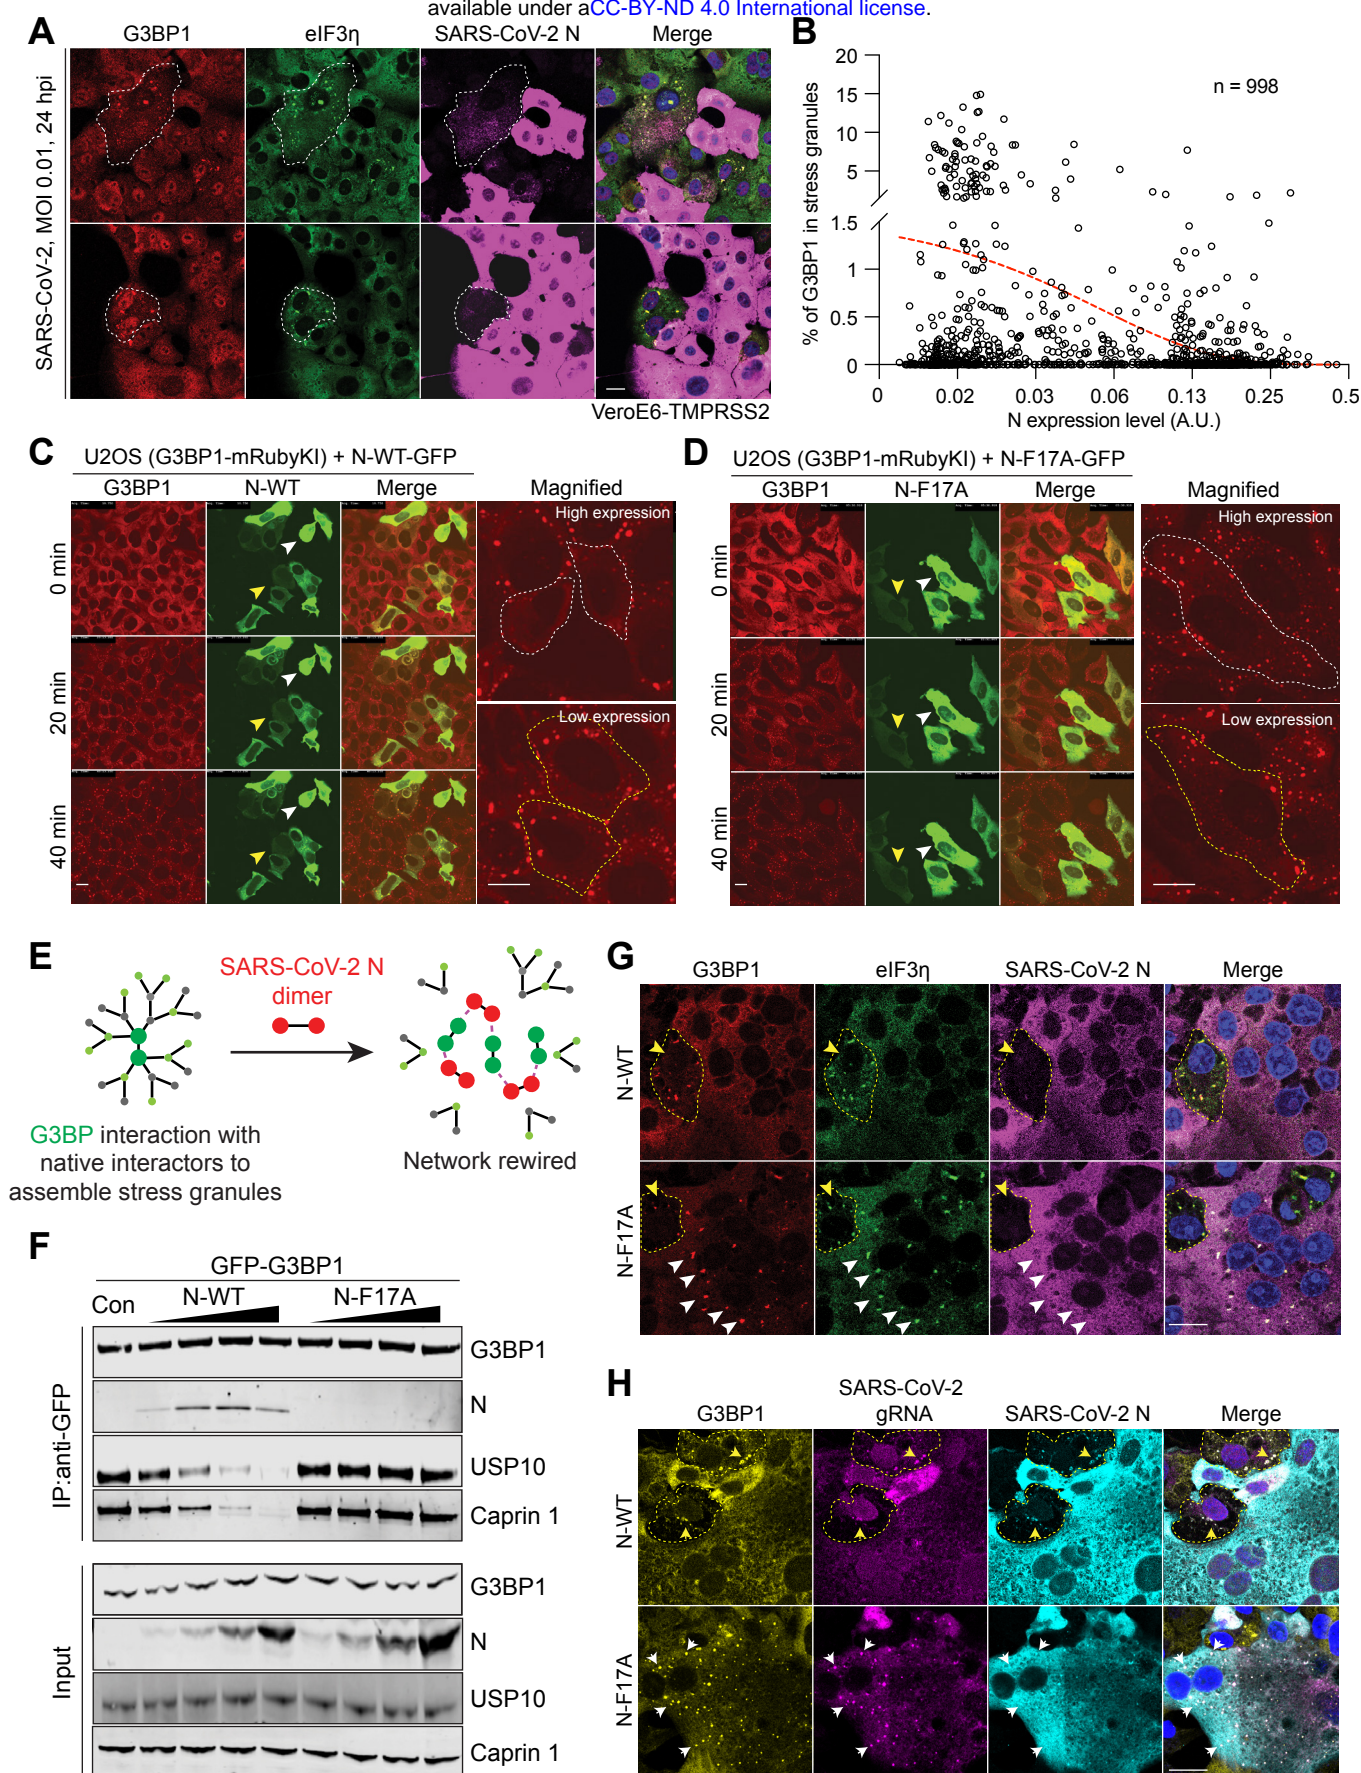 available under aCC-BY-ND 4.0 International license.
A
G3BP1
eIF3η
SARS-CoV-2 N
Merge
SARS-CoV-2, MOI 0.01, 24 hpi
VeroE6-TMPRSS2
B
n = 998
% of G3BP1 in stress granules
20
15
10
5
1.5
1
0.5
0
0
0.02
0.03
0.06
0.13
0.25
0.5
N expression level (A.U.)
C
U2OS (G3BP1-mRubyKI) + N-WT-GFP
G3BP1
N-WT
Merge
Magnified
0 min
20 min
40 min
High expression
Low expression
D
U2OS (G3BP1-mRubyKI) + N-F17A-GFP
G3BP1
N-F17A
Merge
Magnified
0 min
20 min
40 min
High expression
Low expression
E
SARS-CoV-2 N
dimer
G3BP interaction with
native interactors to
assemble stress granules
Network rewired
F
GFP-G3BP1
Con
N-WT
N-F17A
IP:anti-GFP
G3BP1
N
USP10
Caprin 1
Input
G3BP1
N
USP10
Caprin 1
G
G3BP1
eIF3η
SARS-CoV-2 N
Merge
N-WT
N-F17A
H
G3BP1
SARS-CoV-2
gRNA
SARS-CoV-2 N
Merge
N-WT
N-F17A